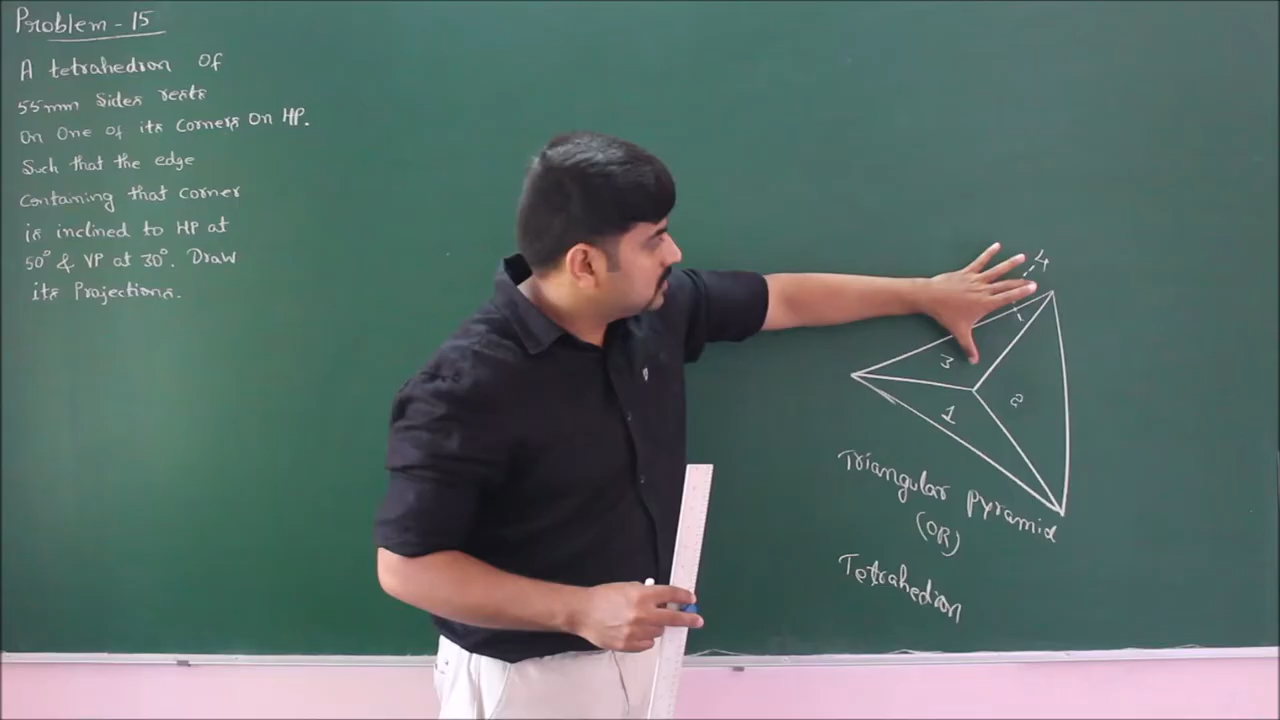 Problem - 15
A tetrahedron Of
55mm Sides rests
On One of its Corners On HP.
Such that the edge
Containing that Corner
is inclined to HP at
50° & VP at 30°. Draw
its Projections.
4
3
2
1
Triangular pyramid
(OR)
Tetrahedron